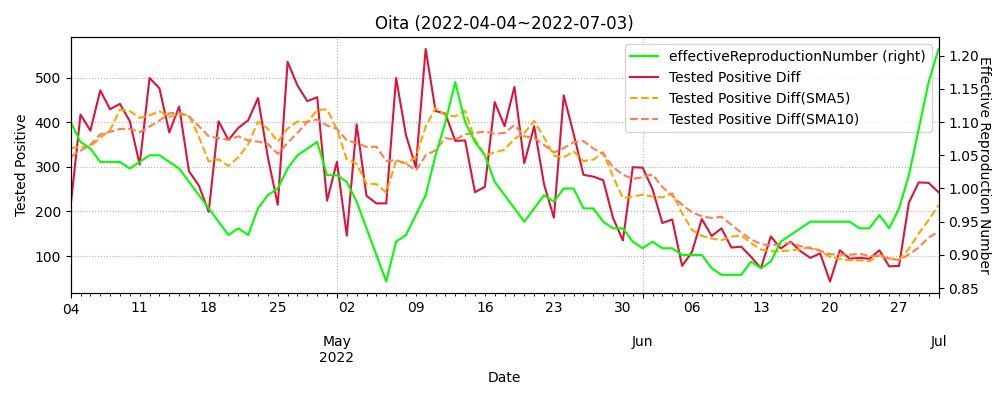 Oita (2022-04-04~2022-07-03)
effectiveReproductionNumber (right)
Tested Positive Diff
Tested Positive Diff(SMA5)
Tested Positive Diff(SMA10)
Tested Positive
500
400
300
200
100
Effective Reproduction Number
1.20
1.15
1.10
1.05
1.00
0.95
0.90
0.85
04 11 18 25 02 09 16 23 30 06 13 20 27
May Jun Jul
2022
Date